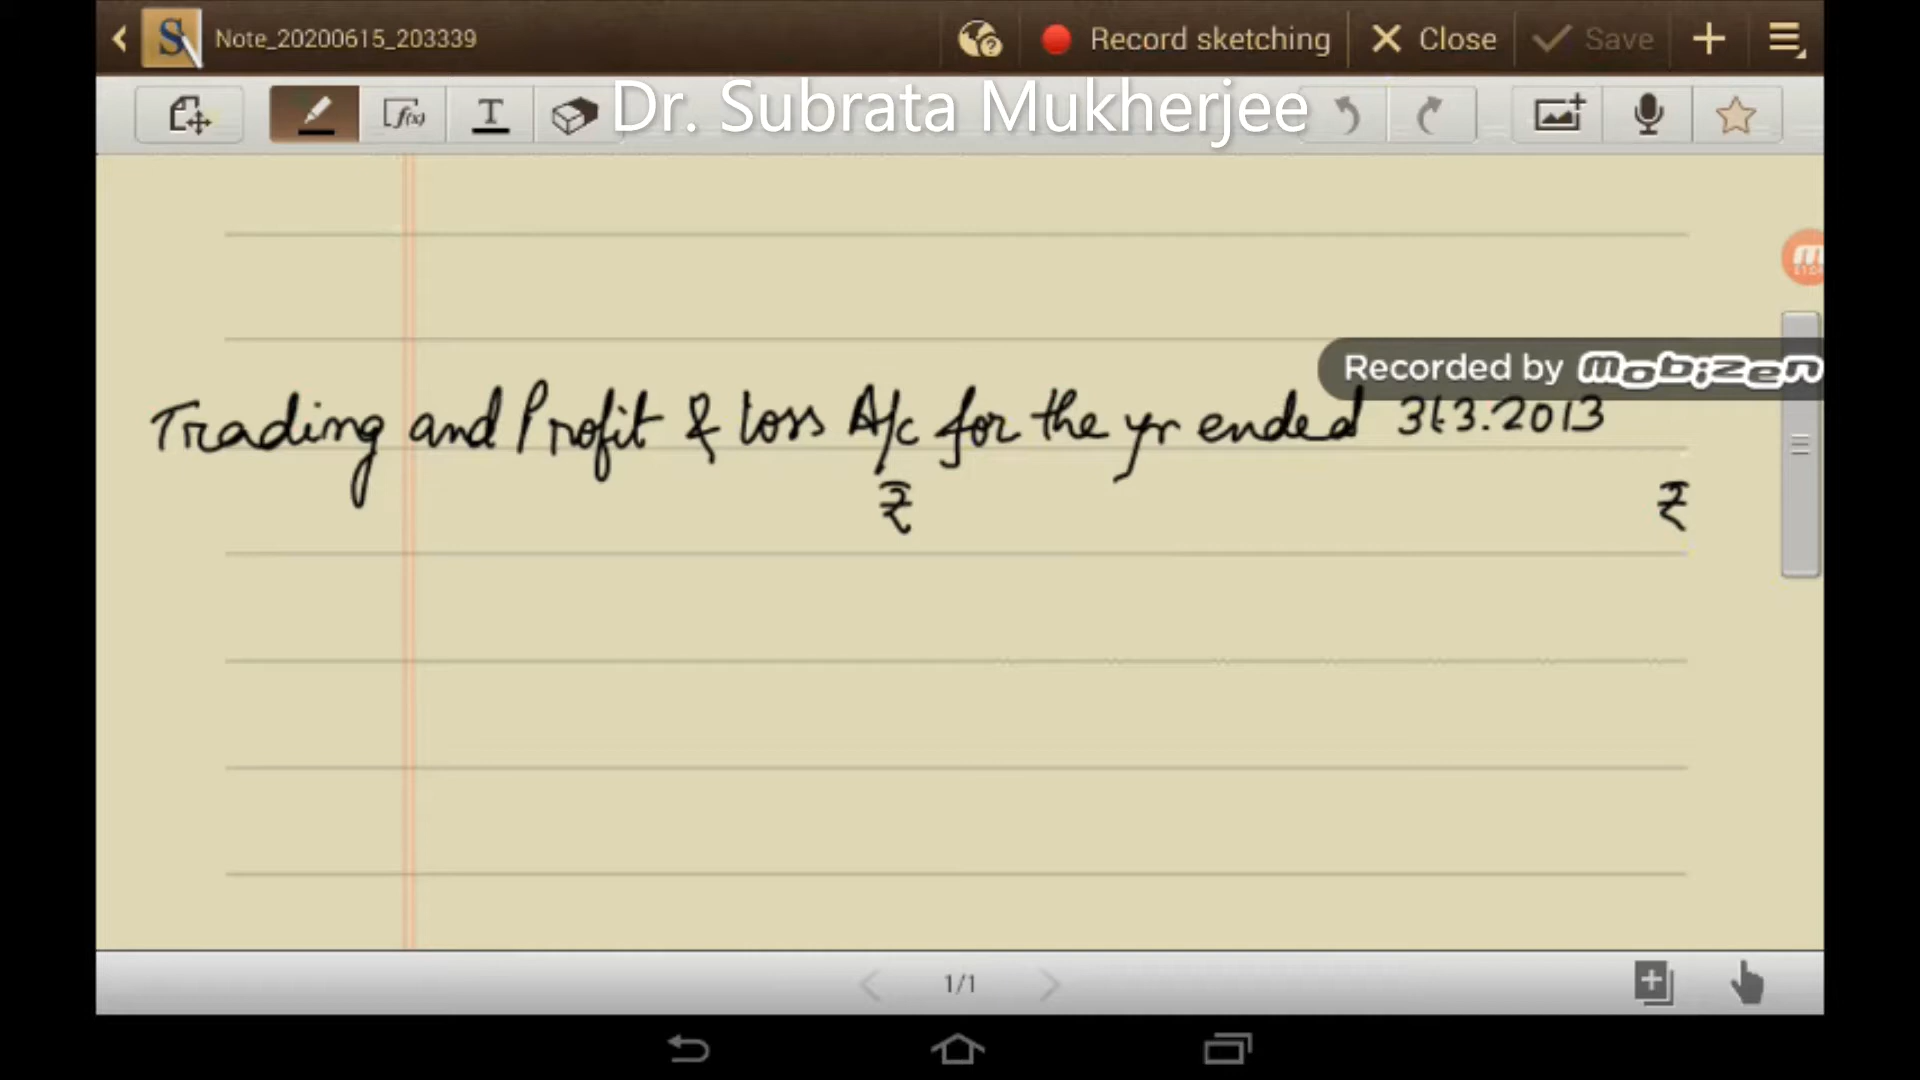 Note_20200615_203339
Record sketching
Close
Save
f(x)
T
Dr. Subrata Mukherjee
Recorded by mobizen
Trading and Profit & loss A/c for the yr ended 31.3.2013
₹ ₹
1/1